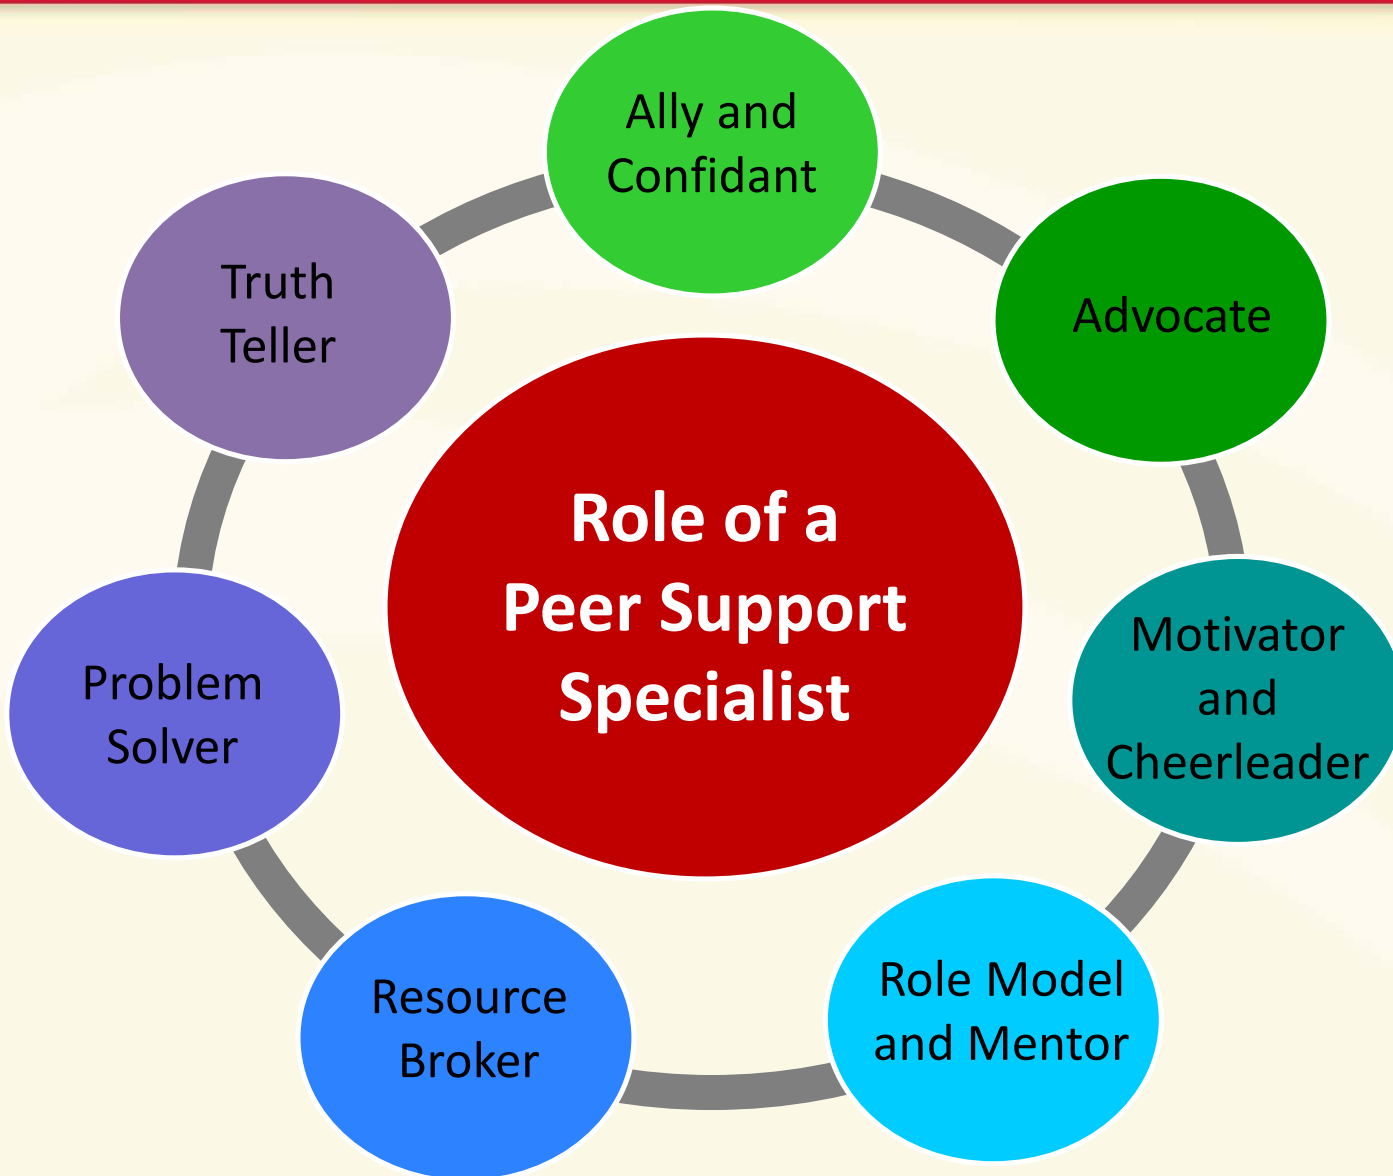 Ally and
Confidant
Truth
Teller
Advocate
Role of a
Peer Support
Specialist
Motivator
and
Cheerleader
Problem
Solver
Role Model
and Mentor
Resource
Broker